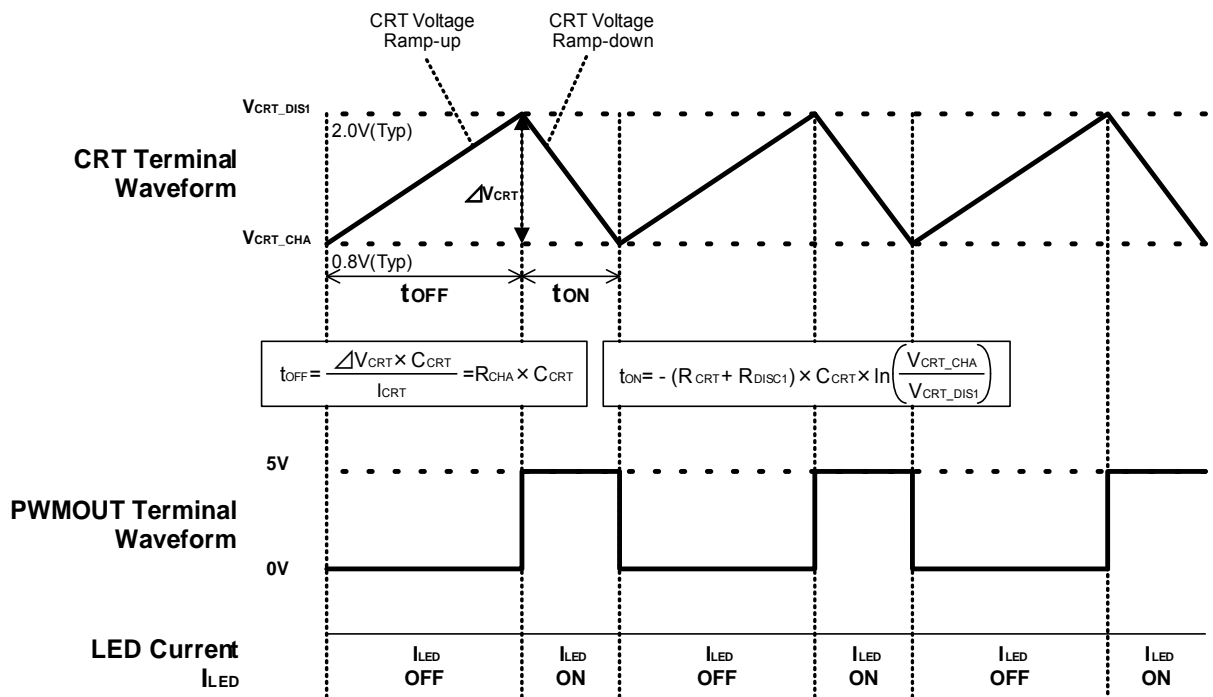 CRT Voltage
Ramp-up
CRT Voltage
Ramp-down
VCRT_DIS1
2.0V(Typ)
CRT Terminal
Waveform
⊿VCRT
VCRT_CHA
0.8V(Typ)
tOFF
tON
tOFF= ⊿VCRT × CCRT / ICRT =RCHA × CCRT
tON= - (RCRT + RDISC1) × CCRT × ln(VCRT_CHA / VCRT_DIS1)
5V
PWMOUT Terminal
Waveform
0V
LED Current
ILED
ILED
OFF
ILED
ON
ILED
OFF
ILED
ON
ILED
OFF
ILED
ON